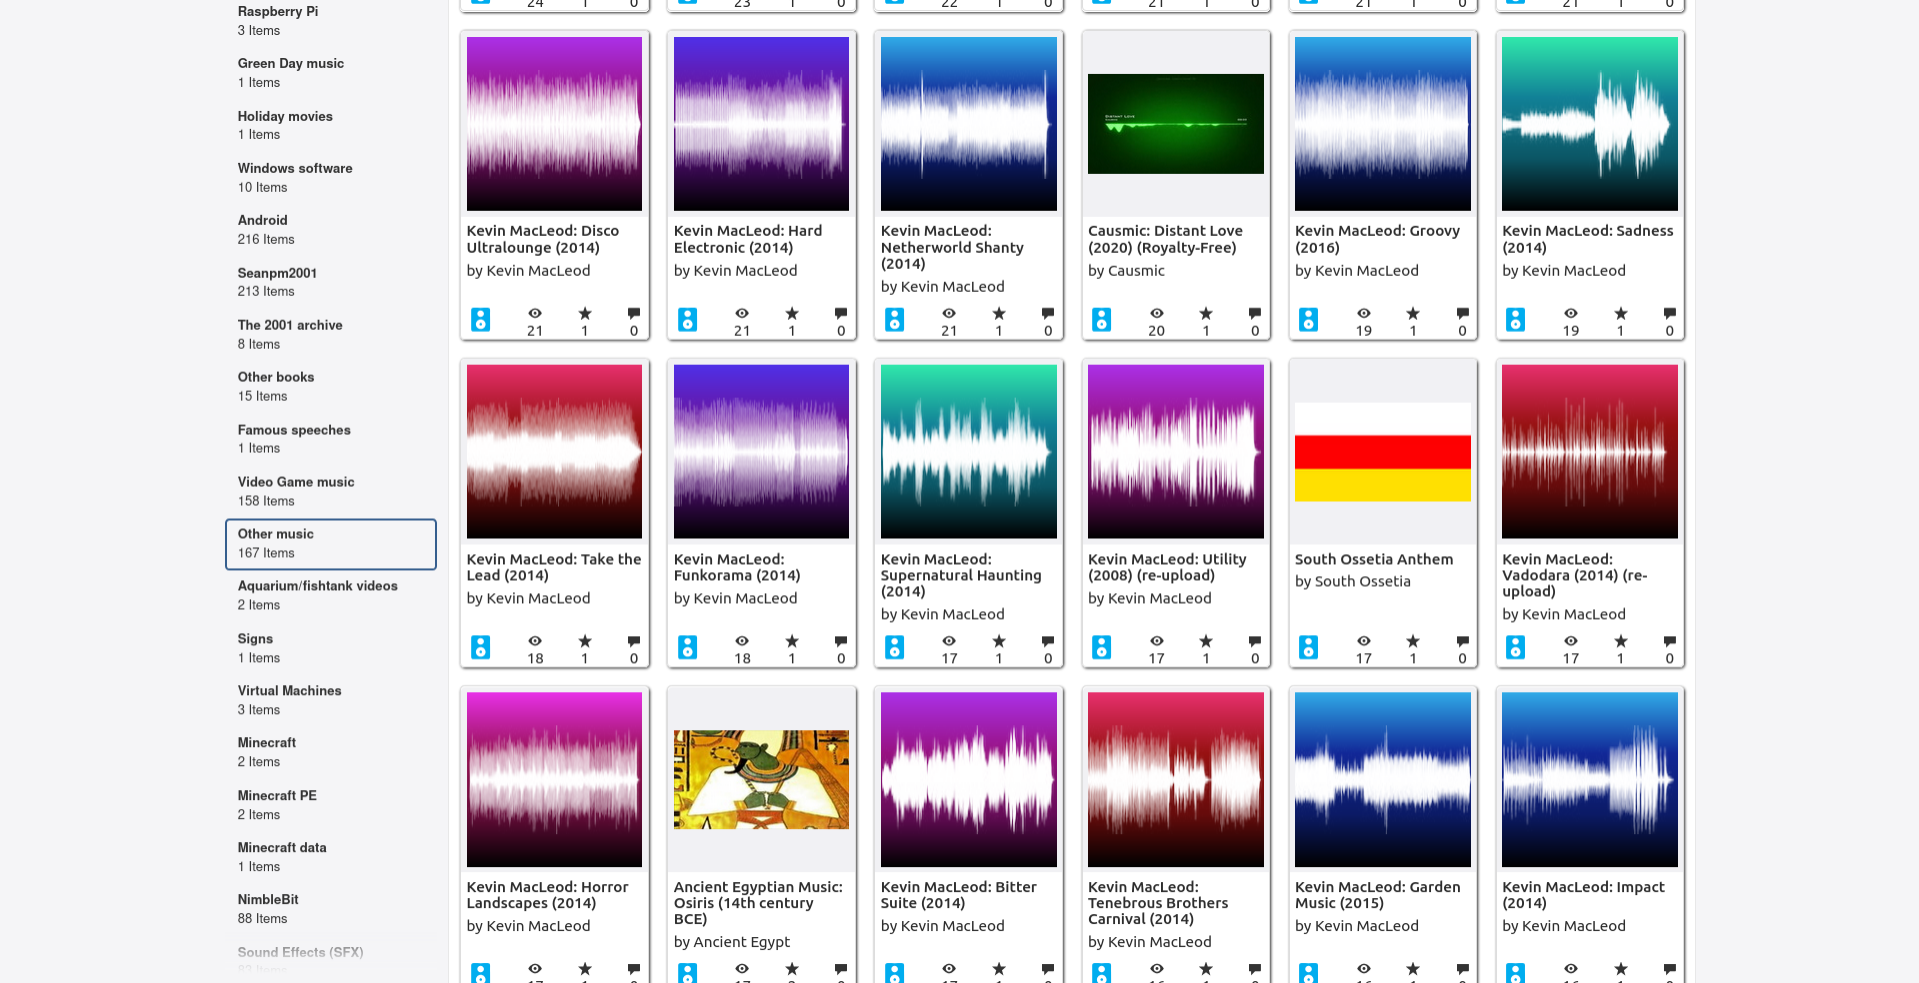 Raspberry Pi
3 Items
Green Day music
1 Items
Holiday movies
1 Items
Windows software
10 Items
Android
216 Items
Seanpm2001
213 Items
The 2001 archive
8 Items
Other books
15 Items
Famous speeches
1 Items
Video Game music
158 Items
Other music
167 Items
Aquarium/fishtank videos
2 Items
Signs
1 Items
Virtual Machines
3 Items
Minecraft
2 Items
Minecraft PE
2 Items
Minecraft data
1 Items
NimbleBit
88 Items
Sound Effects (SFX)
24 1 0
23 1 0
22 1 0
21 1 0
21 1 0
21 1 0
Kevin MacLeod: Disco
Ultralounge (2014)
by Kevin MacLeod
21 1 0
Kevin MacLeod: Hard
Electronic (2014)
by Kevin MacLeod
21 1 0
Kevin MacLeod:
Netherworld Shanty
(2014)
by Kevin MacLeod
21 1 0
DISTANT LOVE
Causmic: Distant Love
(2020) (Royalty-Free)
by Causmic
20 1 0
Kevin MacLeod: Groovy
(2016)
by Kevin MacLeod
19 1 0
Kevin MacLeod: Sadness
(2014)
by Kevin MacLeod
19 1 0
Kevin MacLeod: Take the
Lead (2014)
by Kevin MacLeod
18 1 0
Kevin MacLeod:
Funkorama (2014)
by Kevin MacLeod
18 1 0
Kevin MacLeod:
Supernatural Haunting
(2014)
by Kevin MacLeod
17 1 0
Kevin MacLeod: Utility
(2008) (re-upload)
by Kevin MacLeod
17 1 0
South Ossetia Anthem
by South Ossetia
17 1 0
Kevin MacLeod:
Vadodara (2014) (re-
upload)
by Kevin MacLeod
17 1 0
Kevin MacLeod: Horror
Landscapes (2014)
by Kevin MacLeod
Ancient Egyptian Music:
Osiris (14th century
BCE)
by Ancient Egypt
Kevin MacLeod: Bitter
Suite (2014)
by Kevin MacLeod
Kevin MacLeod:
Tenebrous Brothers
Carnival (2014)
by Kevin MacLeod
Kevin MacLeod: Garden
Music (2015)
by Kevin MacLeod
Kevin MacLeod: Impact
(2014)
by Kevin MacLeod